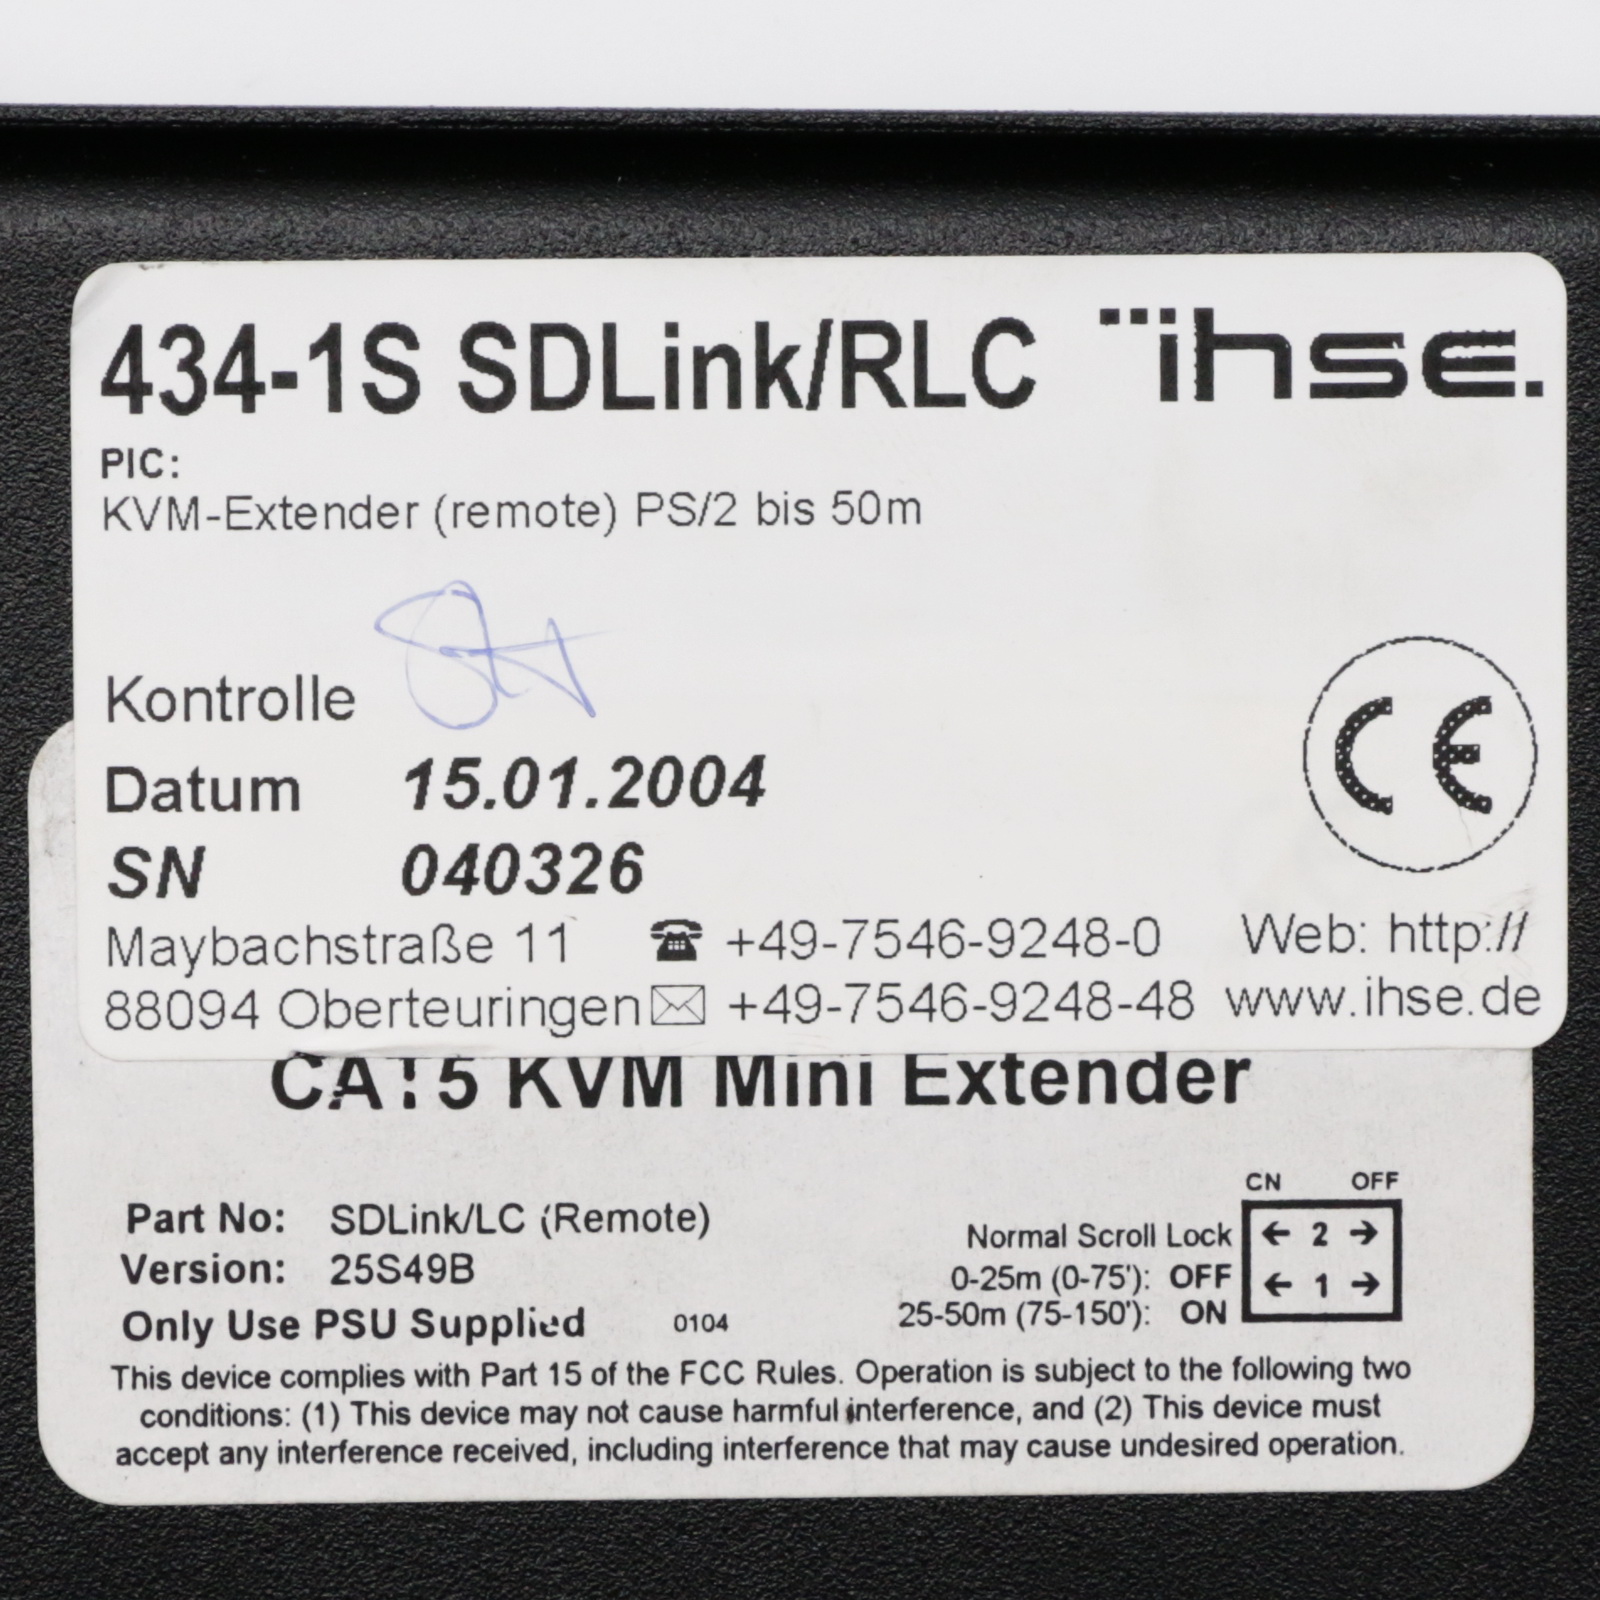 434-1S SDLink/RLC ihse.
PIC:
KVM-Extender (remote) PS/2 bis 50m
Kontrolle
Datum 15.01.2004
SN 040326
CE
Maybachstraße 11 +49-7546-9248-0 Web: http://
88094 Oberteuringen +49-7546-9248-48 www.ihse.de
CAT5 KVM Mini Extender
Part No: SDLink/LC (Remote)
Version: 25S49B
Only Use PSU Supplied 0104
CN OFF
Normal Scroll Lock ← 2 →
0-25m (0-75'): OFF ← 1 →
25-50m (75-150'): ON
This device complies with Part 15 of the FCC Rules. Operation is subject to the following two
conditions: (1) This device may not cause harmful interference, and (2) This device must
accept any interference received, including interference that may cause undesired operation.